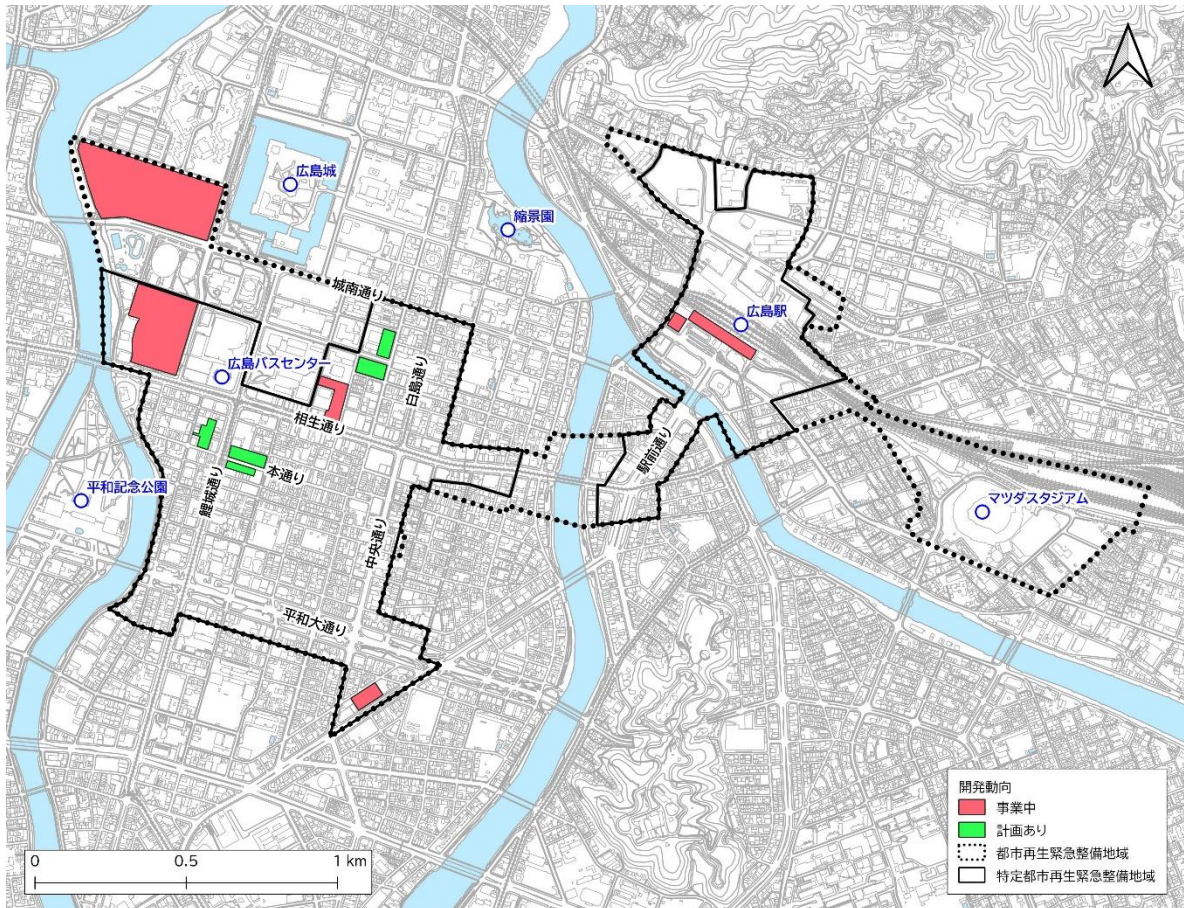 広島城
縮景園
城南通り
広島駅
広島バスセンター
白島通り
相生通り
駅前通り
本通り
鯉城通り
平和記念公園
マツダスタジアム
中央通り
平和大通り
開発動向
事業中
計画あり
都市再生緊急整備地域
特定都市再生緊急整備地域
0 0.5 1 km